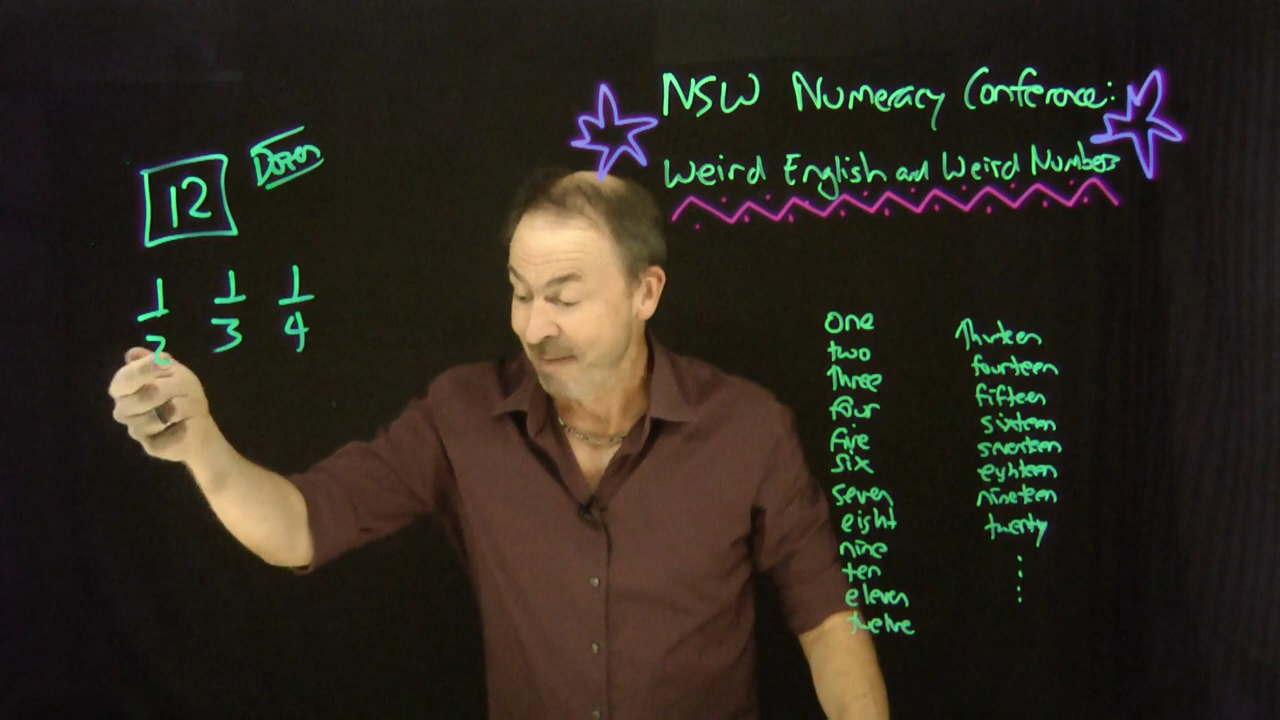 NSW Numeracy Conference:
Weird English and Weird Numbers
12
Dozen
1/2 1/3 1/4
one
two
three
four
five
six
seven
eight
nine
ten
eleven
twelve
Thirteen
fourteen
fifteen
sixteen
seventeen
eyhteen
nineteen
twenty